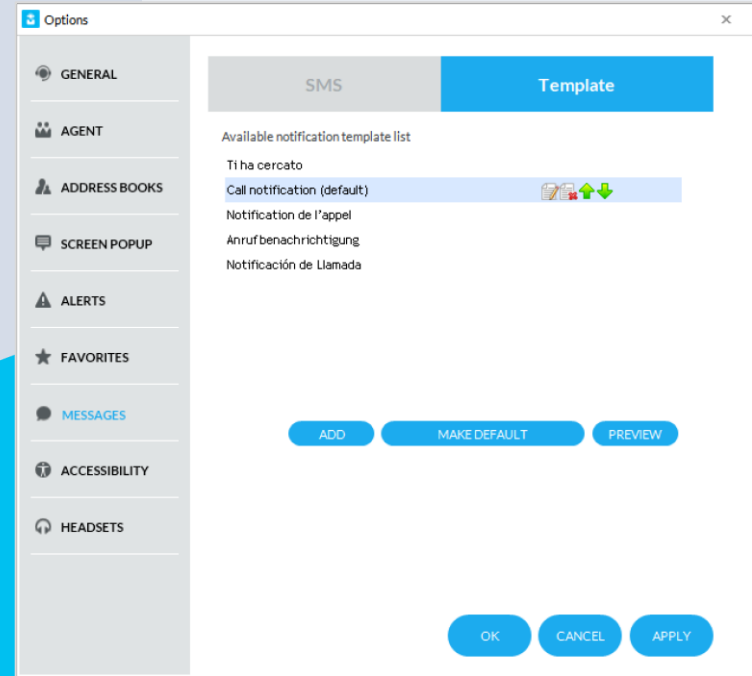 Options
GENERAL
AGENT
ADDRESS BOOKS
SCREEN POPUP
ALERTS
FAVORITES
MESSAGES
ACCESSIBILITY
HEADSETS
SMS
Template
Available notification template list
Ti ha cercato
Call notification (default)
Notification de l'appel
Anrufbenachrichtigung
Notificación de Llamada
ADD
MAKE DEFAULT
PREVIEW
OK
CANCEL
APPLY